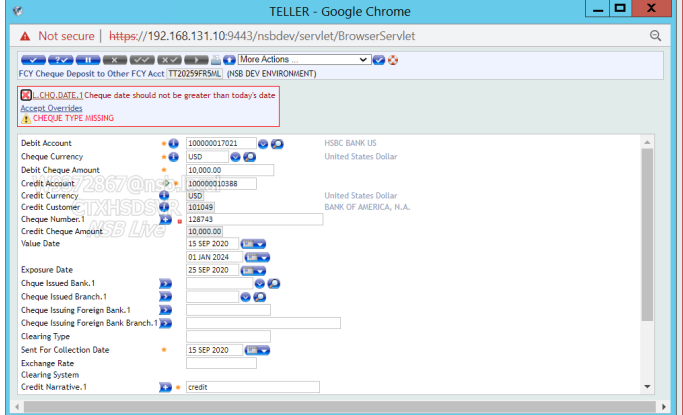 TELLER - Google Chrome
Not secure | https://192.168.131.10:9443/nsbdev/servlet/BrowserServlet
More Actions ...
FCY Cheque Deposit to Other FCY Acct TT20259FR5ML (NSB DEV ENVIRONMENT)
L.CHQ.DATE.1 Cheque date should not be greater than today's date
Accept Overrides
CHEQUE TYPE MISSING
Debit Account 100000017021 HSBC BANK US
Cheque Currency USD United States Dollar
Debit Cheque Amount 10,000.00
Credit Account 100000010388
Credit Currency USD United States Dollar
Credit Customer 101049 BANK OF AMERICA, N.A.
Cheque Number.1 128743
NSB Live
Credit Cheque Amount 10,000.00
Value Date 15 SEP 2020
01 JAN 2024
Exposure Date 25 SEP 2020
Chque Issued Bank.1
Cheque Issued Branch.1
Cheque Issuing Foreign Bank.1
Cheque Issuing Foreign Bank Branch.1
Clearing Type
Sent For Collection Date 15 SEP 2020
Exchange Rate
Clearing System
Credit Narrative.1 credit